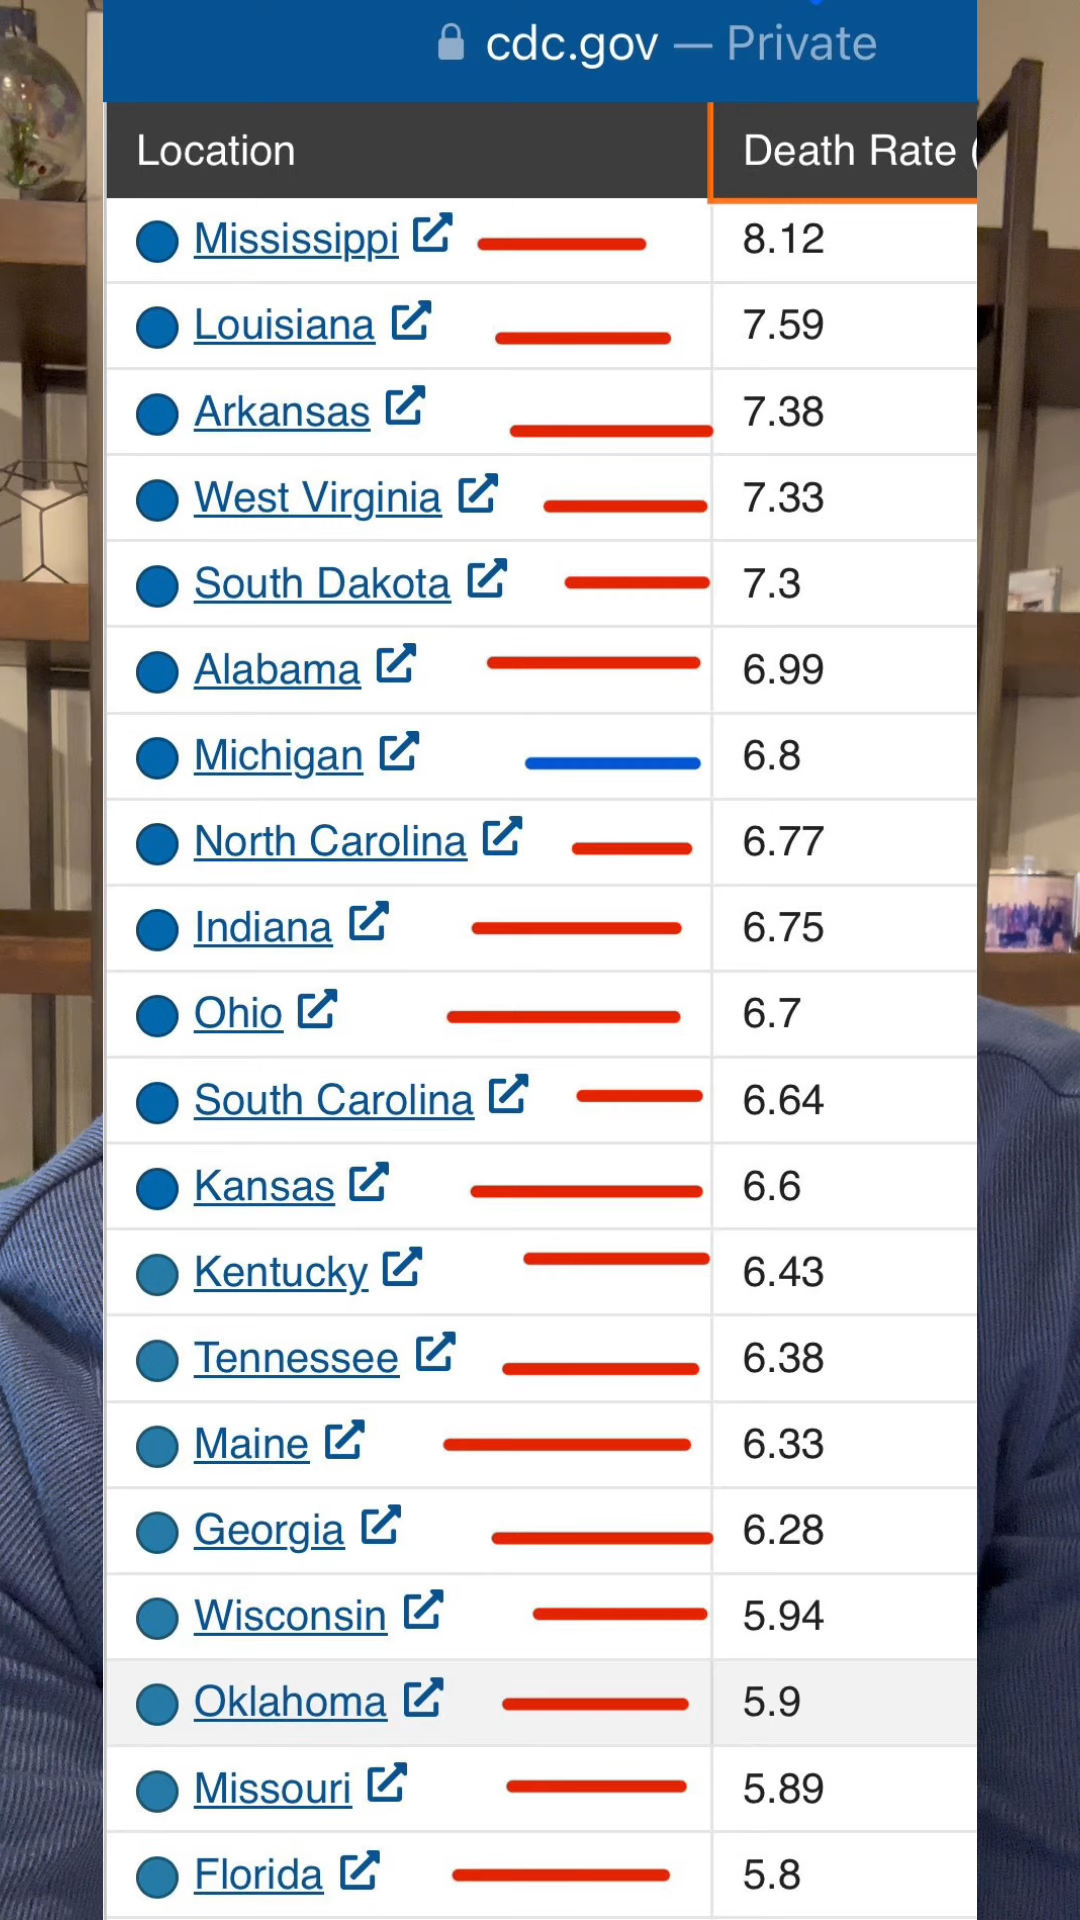 cdc.gov — Private
Location Death Rate (
Mississippi 8.12
Louisiana 7.59
Arkansas 7.38
West Virginia 7.33
South Dakota 7.3
Alabama 6.99
Michigan 6.8
North Carolina 6.77
Indiana 6.75
Ohio 6.7
South Carolina 6.64
Kansas 6.6
Kentucky 6.43
Tennessee 6.38
Maine 6.33
Georgia 6.28
Wisconsin 5.94
Oklahoma 5.9
Missouri 5.89
Florida 5.8